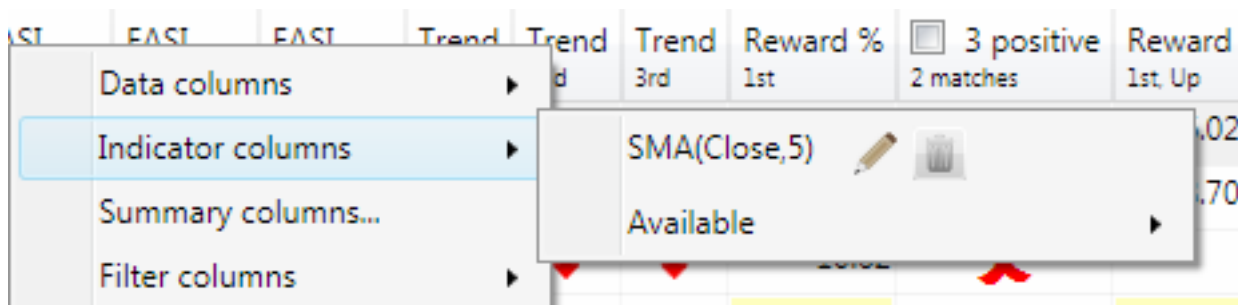 EASI EASI Trend Trend Trend Reward % 3 positive Reward
3rd 1st 2 matches 1st, Up
Data columns
Indicator columns
SMA(Close,5)
Summary columns...
Available
Filter columns